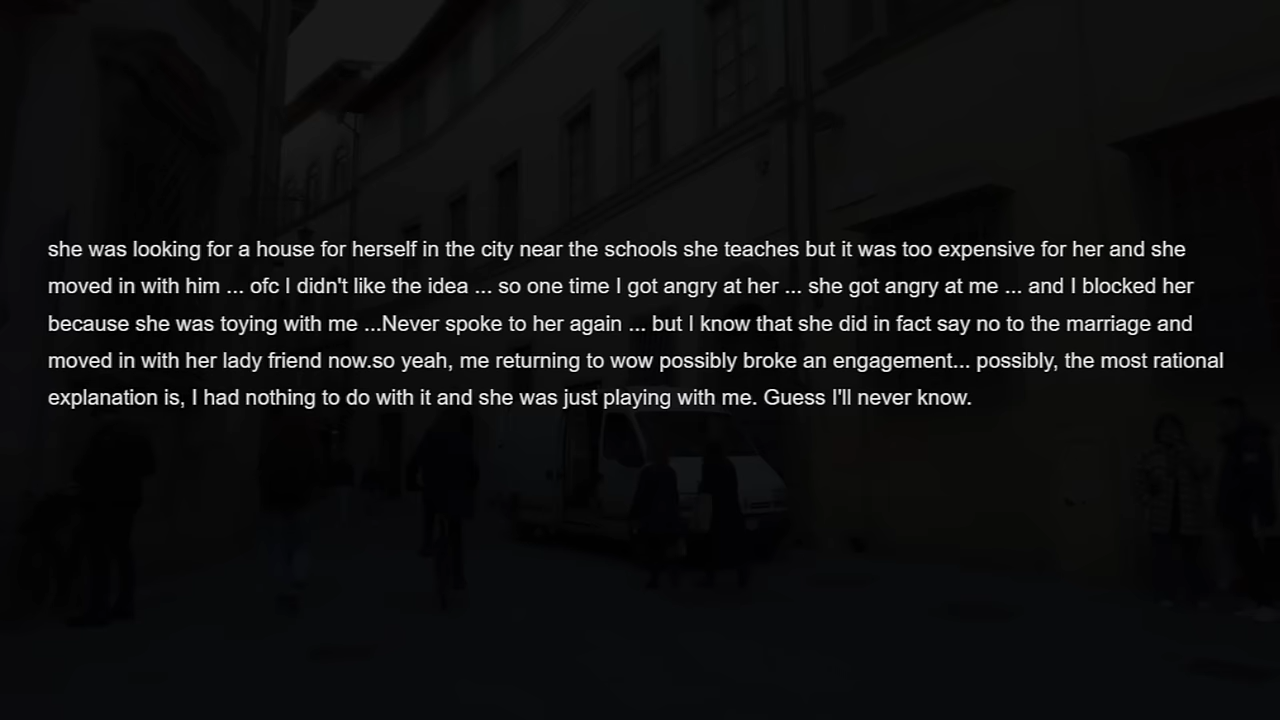 she was looking for a house for herself in the city near the schools she teaches but it was too expensive for her and she
moved in with him ... ofc I didn't like the idea ... so one time I got angry at her ... she got angry at me ... and I blocked her
because she was toying with me ...Never spoke to her again ... but I know that she did in fact say no to the marriage and
moved in with her lady friend now.so yeah, me returning to wow possibly broke an engagement... possibly, the most rational
explanation is, I had nothing to do with it and she was just playing with me. Guess I'll never know.